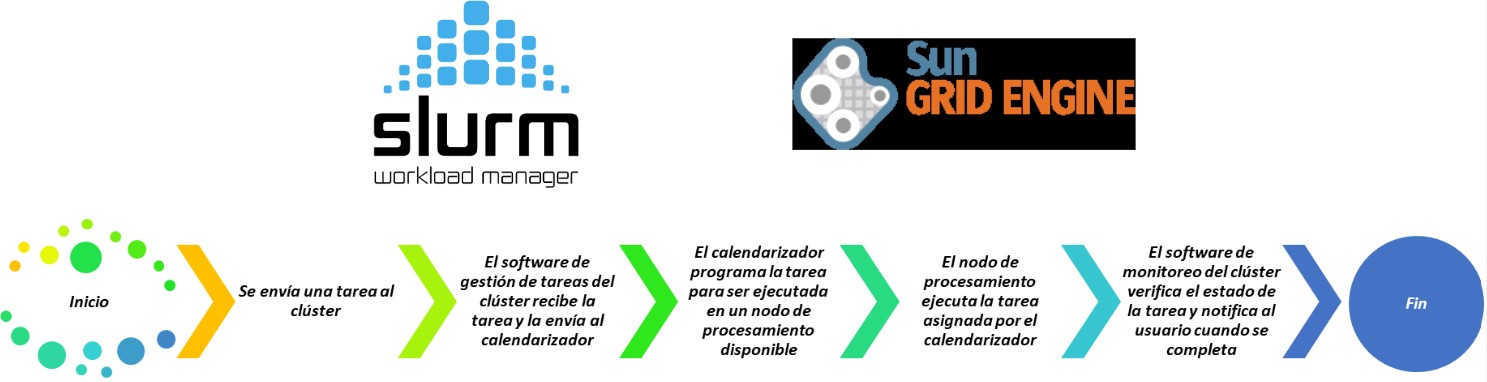 slurm
workload manager
Sun
GRID ENGINE
Inicio
Se envía una tarea al
clúster
El software de
gestión de tareas del
clúster recibe la
tarea y la envía al
calendarizador
El calendarizador
programa la tarea
para ser ejecutada
en un nodo de
procesamiento
disponible
El nodo de
procesamiento
ejecuta la tarea
asignada por el
calendarizador
El software de
monitoreo del clúster
verifica el estado de
la tarea y notifica al
usuario cuando se
completa
Fin